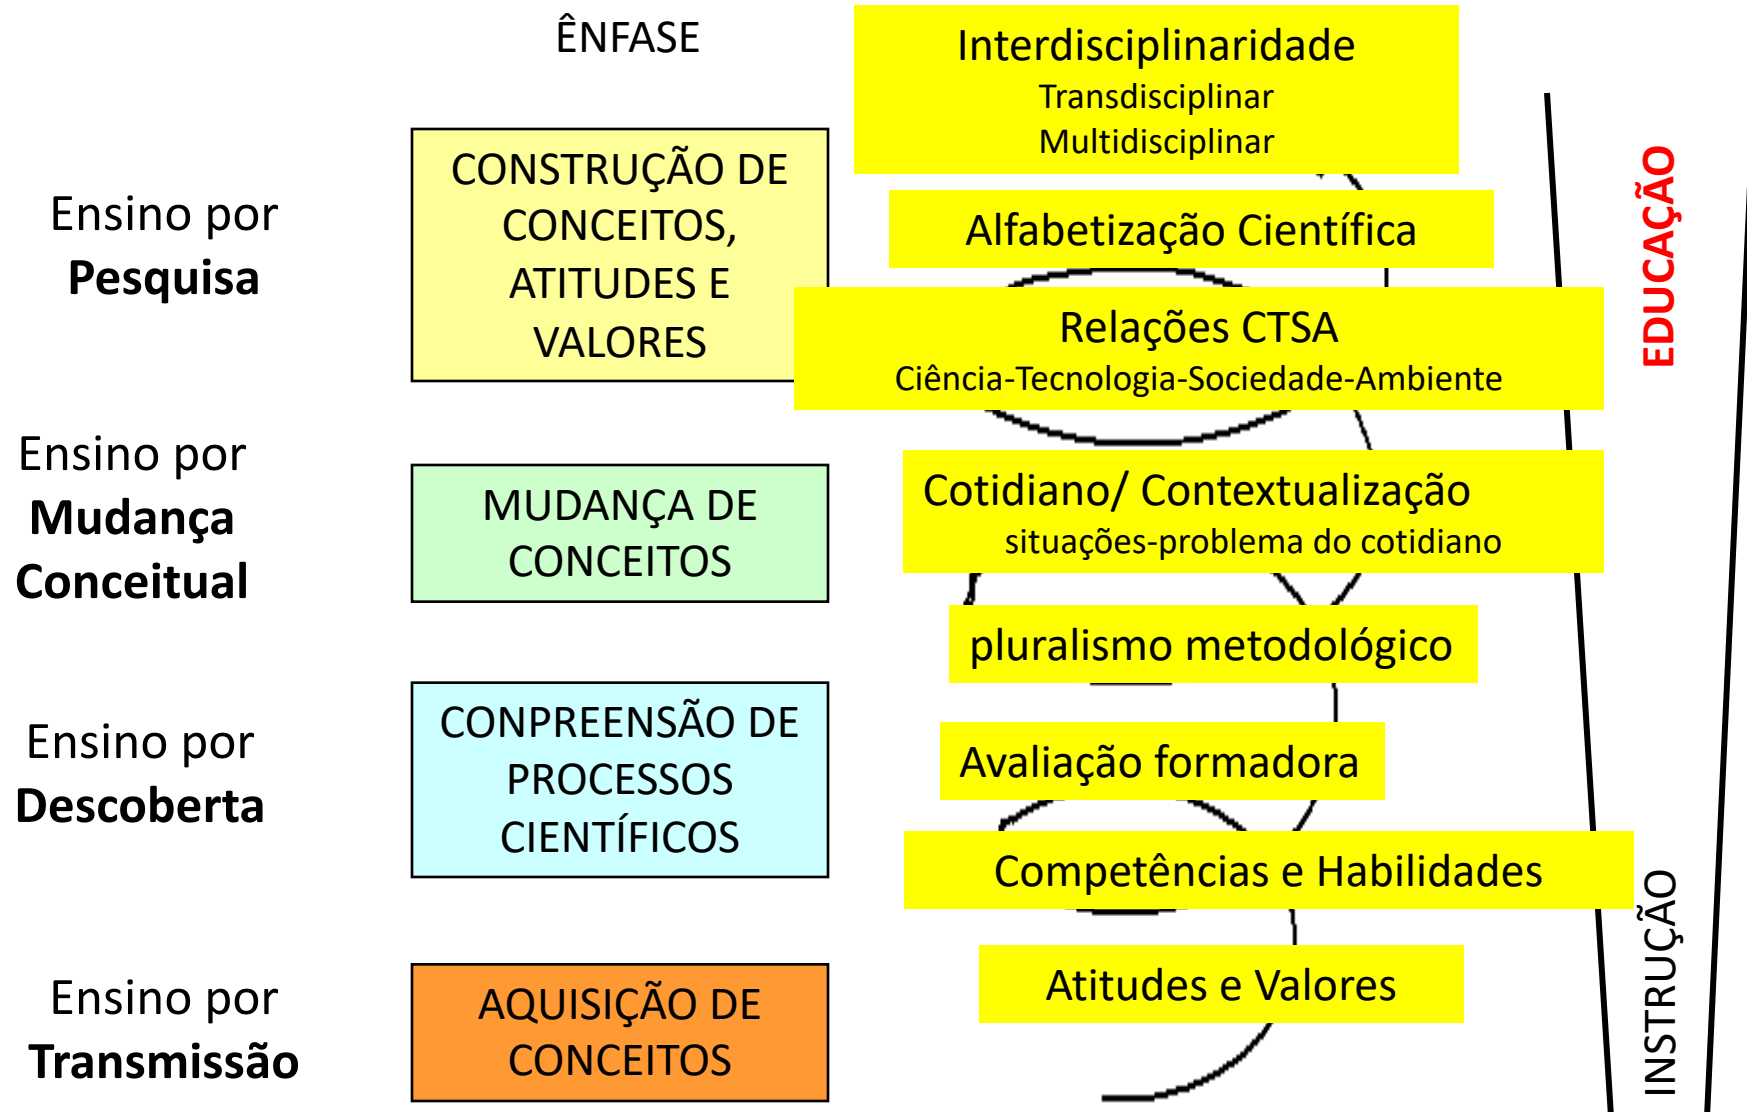 ÊNFASE
Interdisciplinaridade
Transdisciplinar
Multidisciplinar
Ensino por
Pesquisa
CONSTRUÇÃO DE
CONCEITOS,
ATITUDES E
VALORES
Alfabetização Científica
Relações CTSA
Ciência-Tecnologia-Sociedade-Ambiente
EDUCAÇÃO
Ensino por
Mudança
Conceitual
MUDANÇA DE
CONCEITOS
Cotidiano/ Contextualização
situações-problema do cotidiano
pluralismo metodológico
Ensino por
Descoberta
CONPREENSÃO DE
PROCESSOS
CIENTÍFICOS
Avaliação formadora
Competências e Habilidades
Ensino por
Transmissão
AQUISIÇÃO DE
CONCEITOS
Atitudes e Valores
INSTRUÇÃO